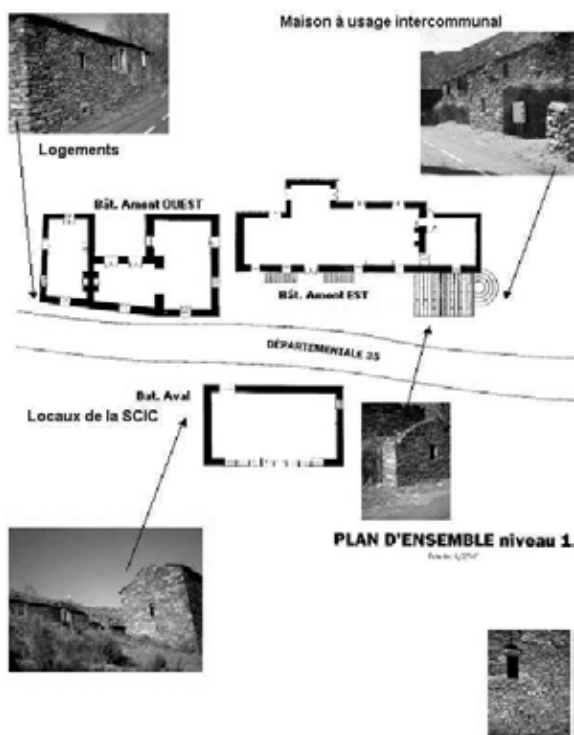 Maison à usage intercommunal
Logements
Bât. Amont OUEST
Bât. Amont EST
DÉPARTEMENTALE 35
Bat. Aval
Locaux de la SCIC
PLAN D'ENSEMBLE niveau 1.